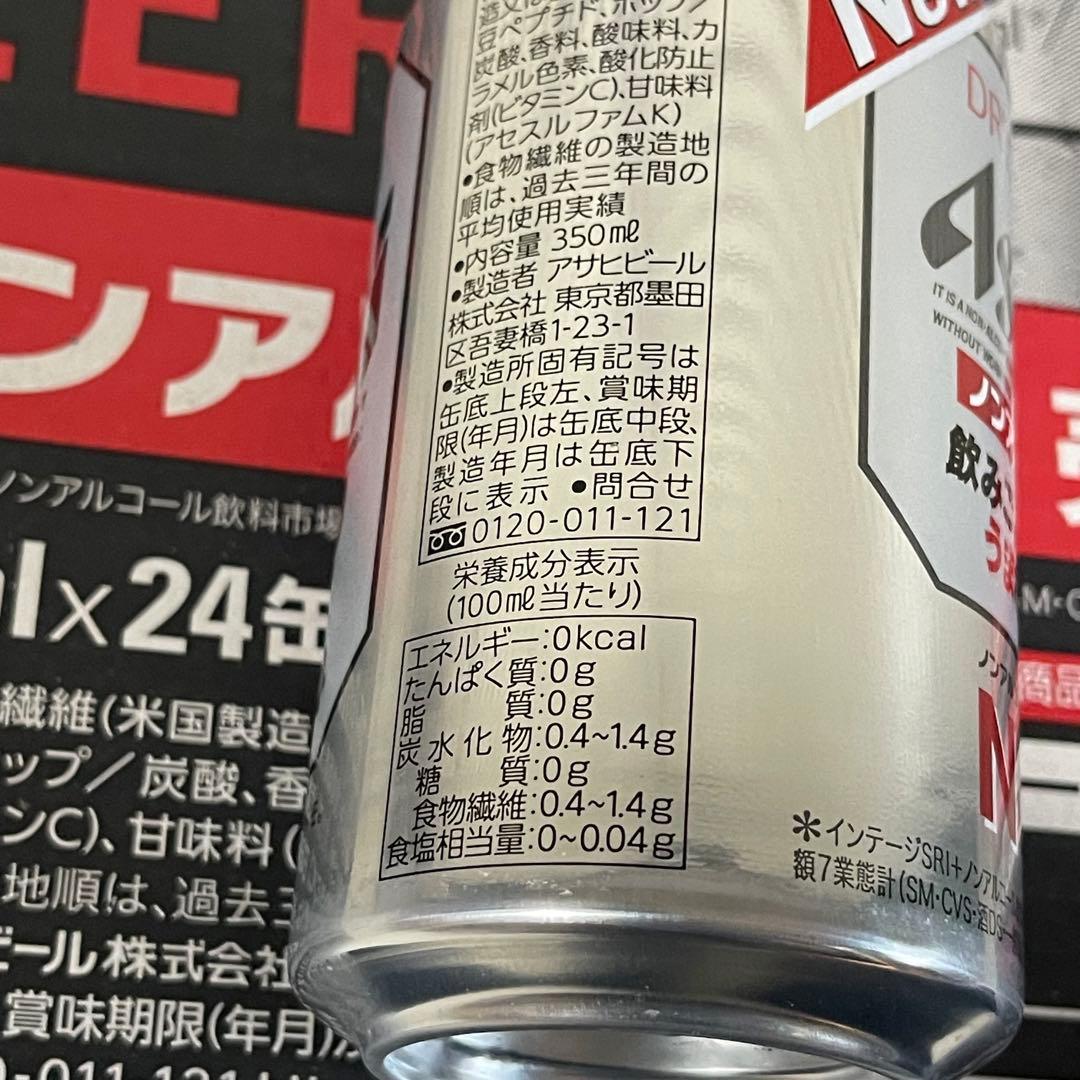 ER
ンア
ノンアルコール飲料市場
lx24缶
繊維(米国製造
ップ／炭酸、香
ンC)、甘味料(
地順は、過去三
ビール株式会社
賞味期限(年月)
0-011-121
豆ペプチド、ホップ／
炭酸、香料、酸味料、カ
ラメル色素、酸化防止
剤(ビタミンC)、甘味料
(アセスルファムK)
●食物繊維の製造地
順は、過去三年間の
平均使用実績
●内容量 350㎖
●製造者 アサヒビール
株式会社 東京都墨田
区吾妻橋1-23-1
●製造所固有記号は
缶底上段左、賞味期
限(年月)は缶底中段、
製造年月は缶底下
段に表示 ●問合せ
0120-011-121
栄養成分表示
(100㎖当たり)
エネルギー:0kcal
たんぱく質:0g
脂質:0g
炭水化物:0.4~1.4g
糖質:0g
食物繊維:0.4~1.4g
食塩相当量:0~0.04g
DR
IT IS A NON-
WITHOUT
ノン
飲みご
う
＊インテージSRI+ノンアルコー
額7業態計(SM・CVS・酒DS
商品